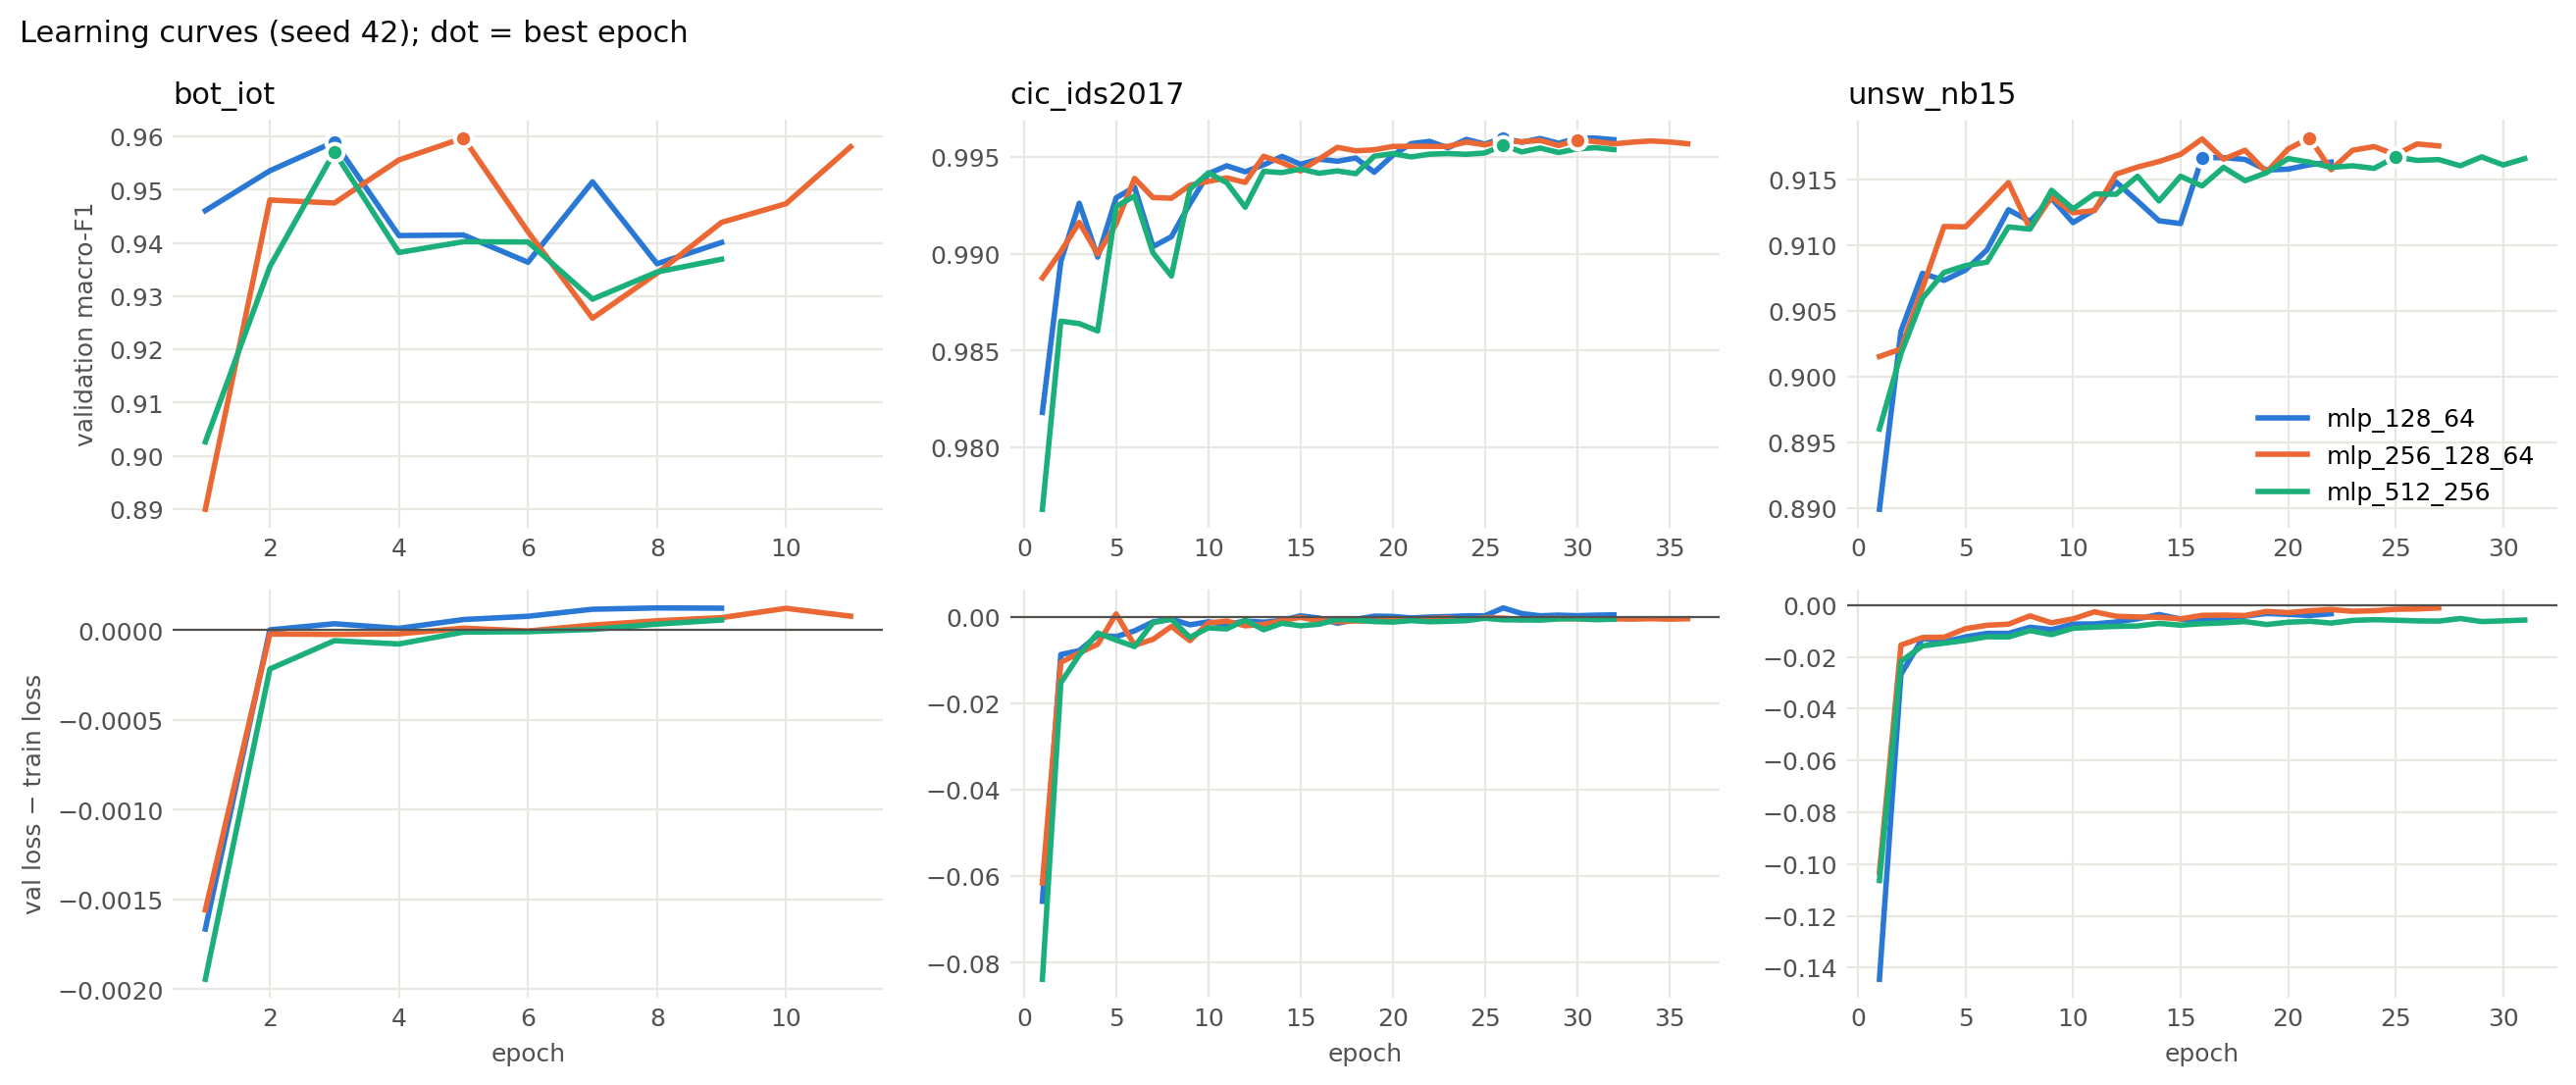 Learning curves (seed 42); dot = best epoch
bot_iot
cic_ids2017
unsw_nb15
validation macro-F1
0.96
0.95
0.94
0.93
0.92
0.91
0.90
0.89
2 4 6 8 10
0.995
0.990
0.985
0.980
0 5 10 15 20 25 30 35
0.915
0.910
0.905
0.900
0.895
0.890
0 5 10 15 20 25 30
mlp_128_64
mlp_256_128_64
mlp_512_256
val loss − train loss
0.0000
−0.0005
−0.0010
−0.0015
−0.0020
2 4 6 8 10
epoch
0.00
−0.02
−0.04
−0.06
−0.08
0 5 10 15 20 25 30 35
epoch
0.00
−0.02
−0.04
−0.06
−0.08
−0.10
−0.12
−0.14
0 5 10 15 20 25 30
epoch